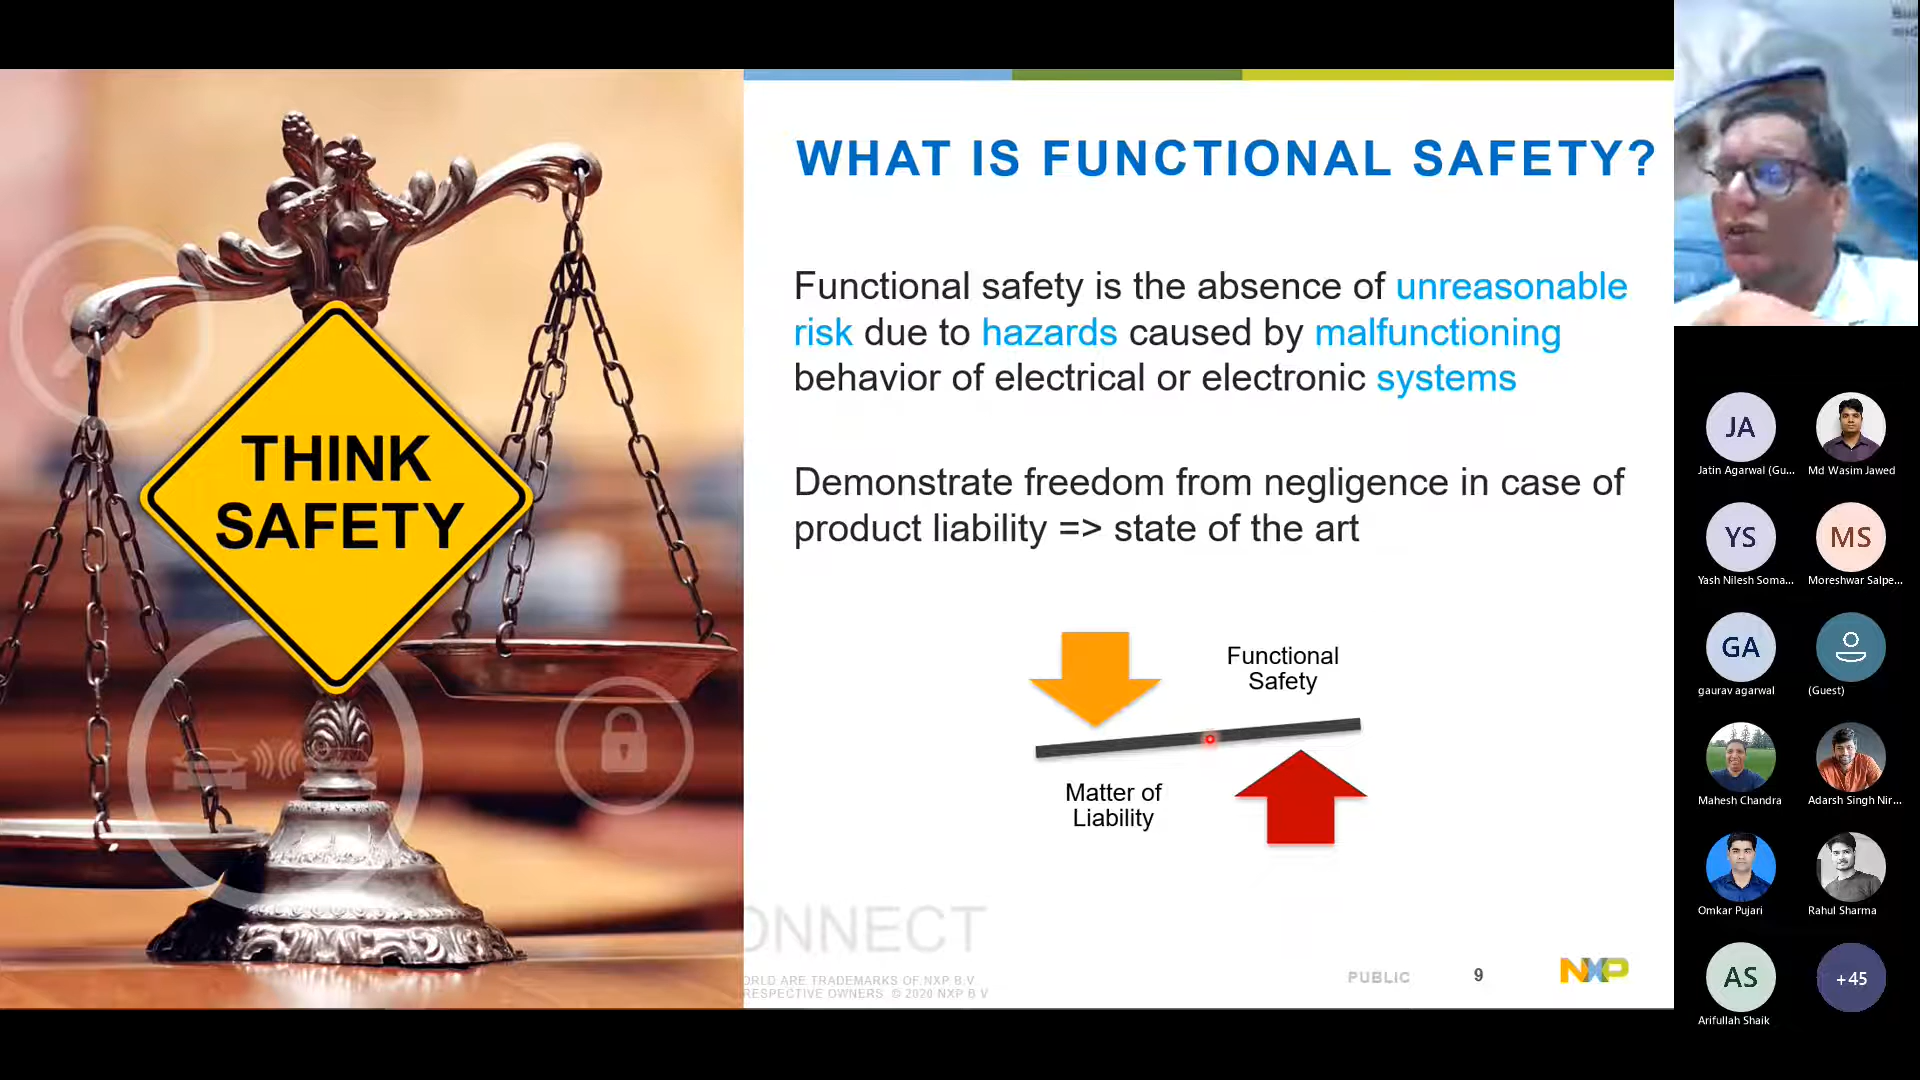 WHAT IS FUNCTIONAL SAFETY?
THINK
SAFETY
Functional safety is the absence of unreasonable
risk due to hazards caused by malfunctioning
behavior of electrical or electronic systems
Demonstrate freedom from negligence in case of
product liability => state of the art
Functional
Safety
Matter of
Liability
ONNECT
ORLD ARE TRADEMARKS OF NXP B.V
RESPECTIVE OWNERS © 2020 NXP B V
PUBLIC
9
NXP
JA
Jatin Agarwal (Gu...
Md Wasim Jawed
YS
Yash Nilesh Soma...
MS
Moreshwar Salpe...
GA
gaurav agarwal
(Guest)
Mahesh Chandra
Adarsh Singh Nir...
Omkar Pujari
Rahul Sharma
AS
Arifullah Shaik
+45